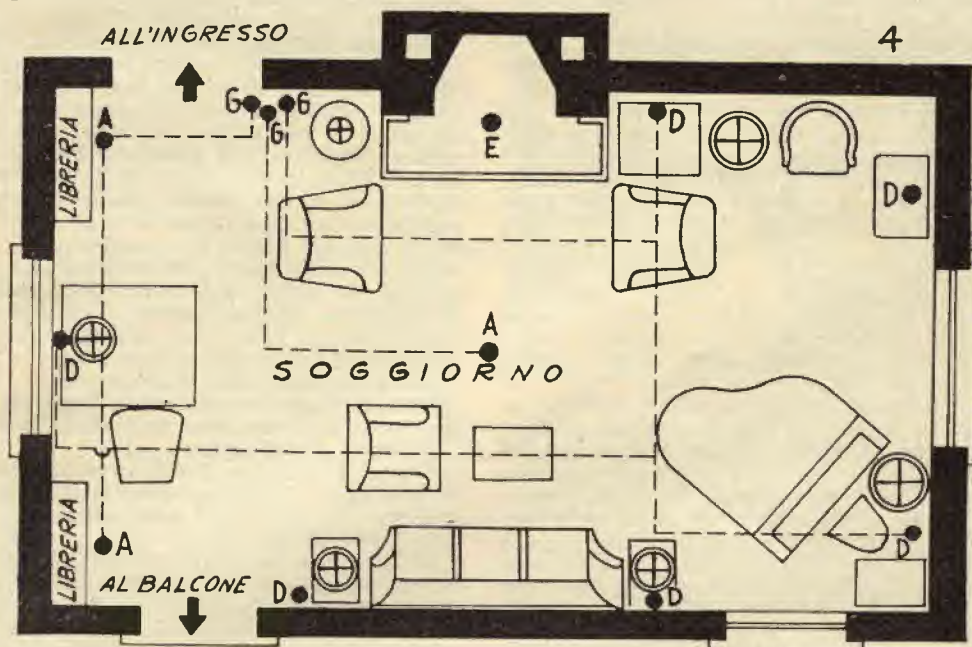 ALL'INGRESSO
4
LIBRERIA
A
G
G
G
E
D
D
D
A
SOGGIORNO
LIBRERIA
A
AL BALCONE
D
D
D